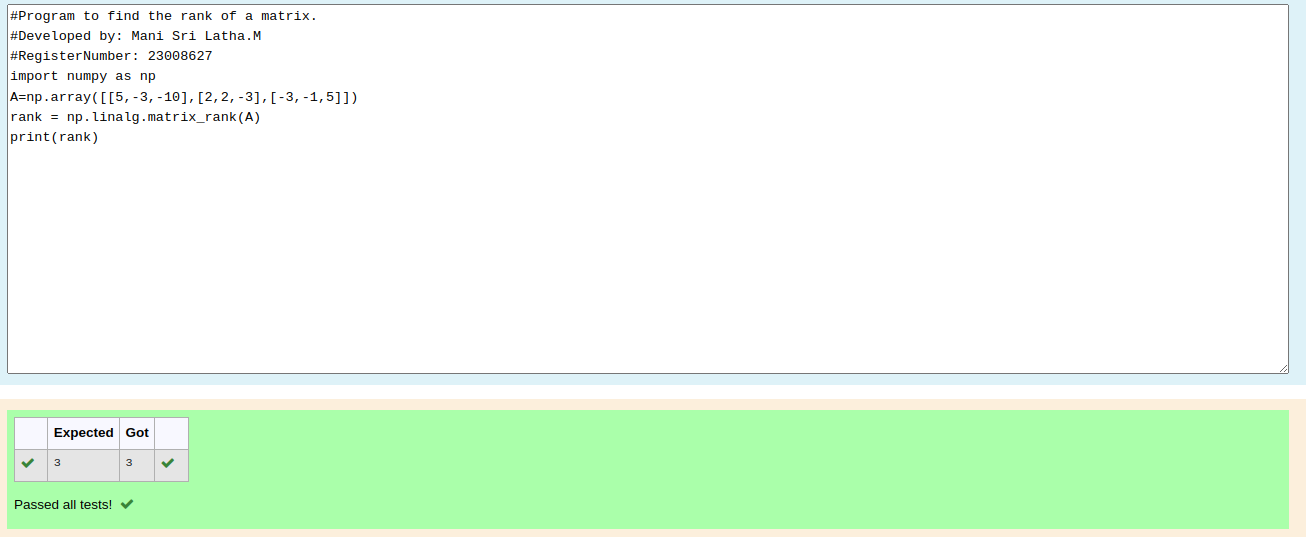 #Program to find the rank of a matrix.
#Developed by: Mani Sri Latha.M
#RegisterNumber: 23008627
import numpy as np
A=np.array([[5,-3,-10],[2,2,-3],[-3,-1,5]])
rank = np.linalg.matrix_rank(A)
print(rank)
Expected Got
3 3
Passed all tests!